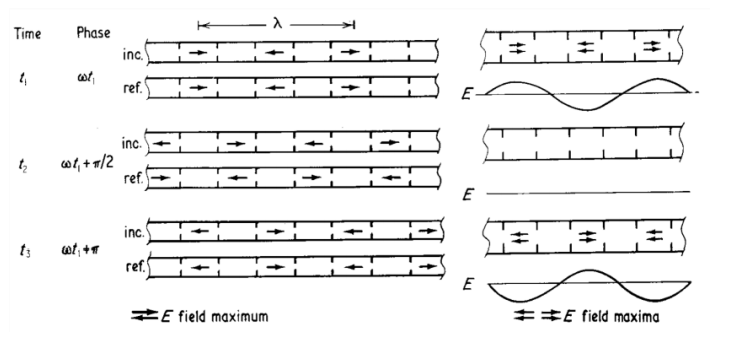 λ
Time Phase
inc.
t₁ ωt₁ ref. E
inc.
t₂ ωt₁ + π/2
ref. E
inc.
t₃ ωt₁+π
ref. E
E field maximum E field maxima